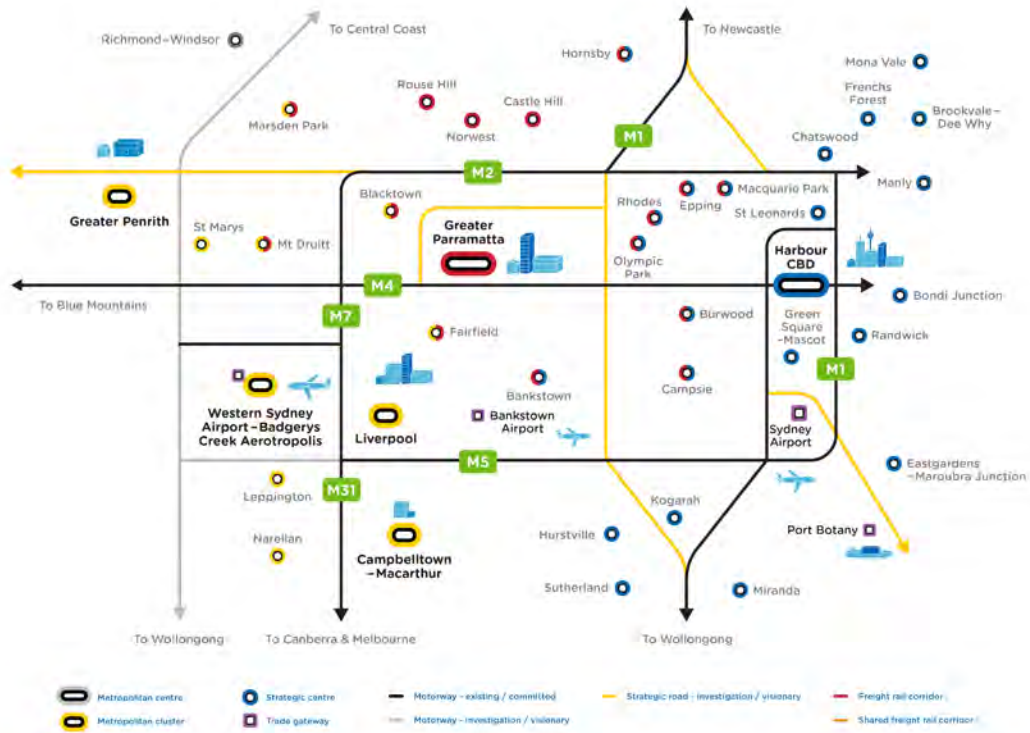 To Central Coast
To Newcastle
Richmond–Windsor
Hornsby
Mona Vale
Rouse Hill
Castle Hill
Frenchs
Forest
Marsden Park
Norwest
Brookvale–
Dee Why
M1
Chatswood
M2
Blacktown
Epping
Macquarie Park
Manly
Greater Penrith
Rhodes
St Leonards
St Marys
Mt Druitt
Greater
Parramatta
Olympic
Park
Harbour
CBD
M4
To Blue Mountains
Bondi Junction
M7
Burwood
Green
Square
–Mascot
Randwick
Fairfield
M1
Campsie
Bankstown
Western Sydney
Airport–Badgerys
Creek Aerotropolis
Liverpool
Bankstown
Airport
Sydney
Airport
M5
Eastgardens
–Maroubra Junction
Leppington
M31
Kogarah
Port Botany
Narellan
Campbelltown
–Macarthur
Hurstville
Sutherland
Miranda
To Wollongong
To Canberra & Melbourne
To Wollongong
Metropolitan centre
Strategic centre
Motorway – existing / committed
Strategic road – investigation / visionary
Freight rail corridor
Metropolitan cluster
Trade gateway
Motorway – investigation / visionary
Shared freight rail corridor